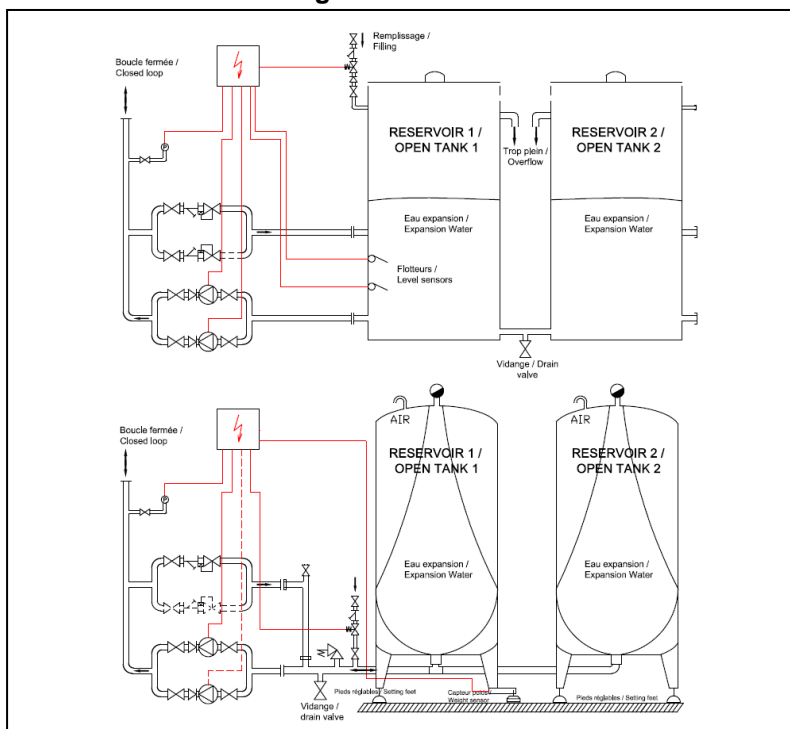 Remplissage /
Filling
Boucle fermée /
Closed loop
P
RESERVOIR 1 /
OPEN TANK 1
RESERVOIR 2 /
OPEN TANK 2
Trop plein /
Overflow
Eau expansion /
Expansion Water
Eau expansion /
Expansion Water
Flotteurs /
Level sensors
Vidange / Drain
valve
Boucle fermée /
Closed loop
P
AIR
AIR
RESERVOIR 1 /
OPEN TANK 1
RESERVOIR 2 /
OPEN TANK 2
Eau expansion /
Expansion Water
Eau expansion /
Expansion Water
Pieds réglables / Setting feet
Capteur poids /
Weight sensor
Pieds réglables / Setting feet
Vidange /
drain valve